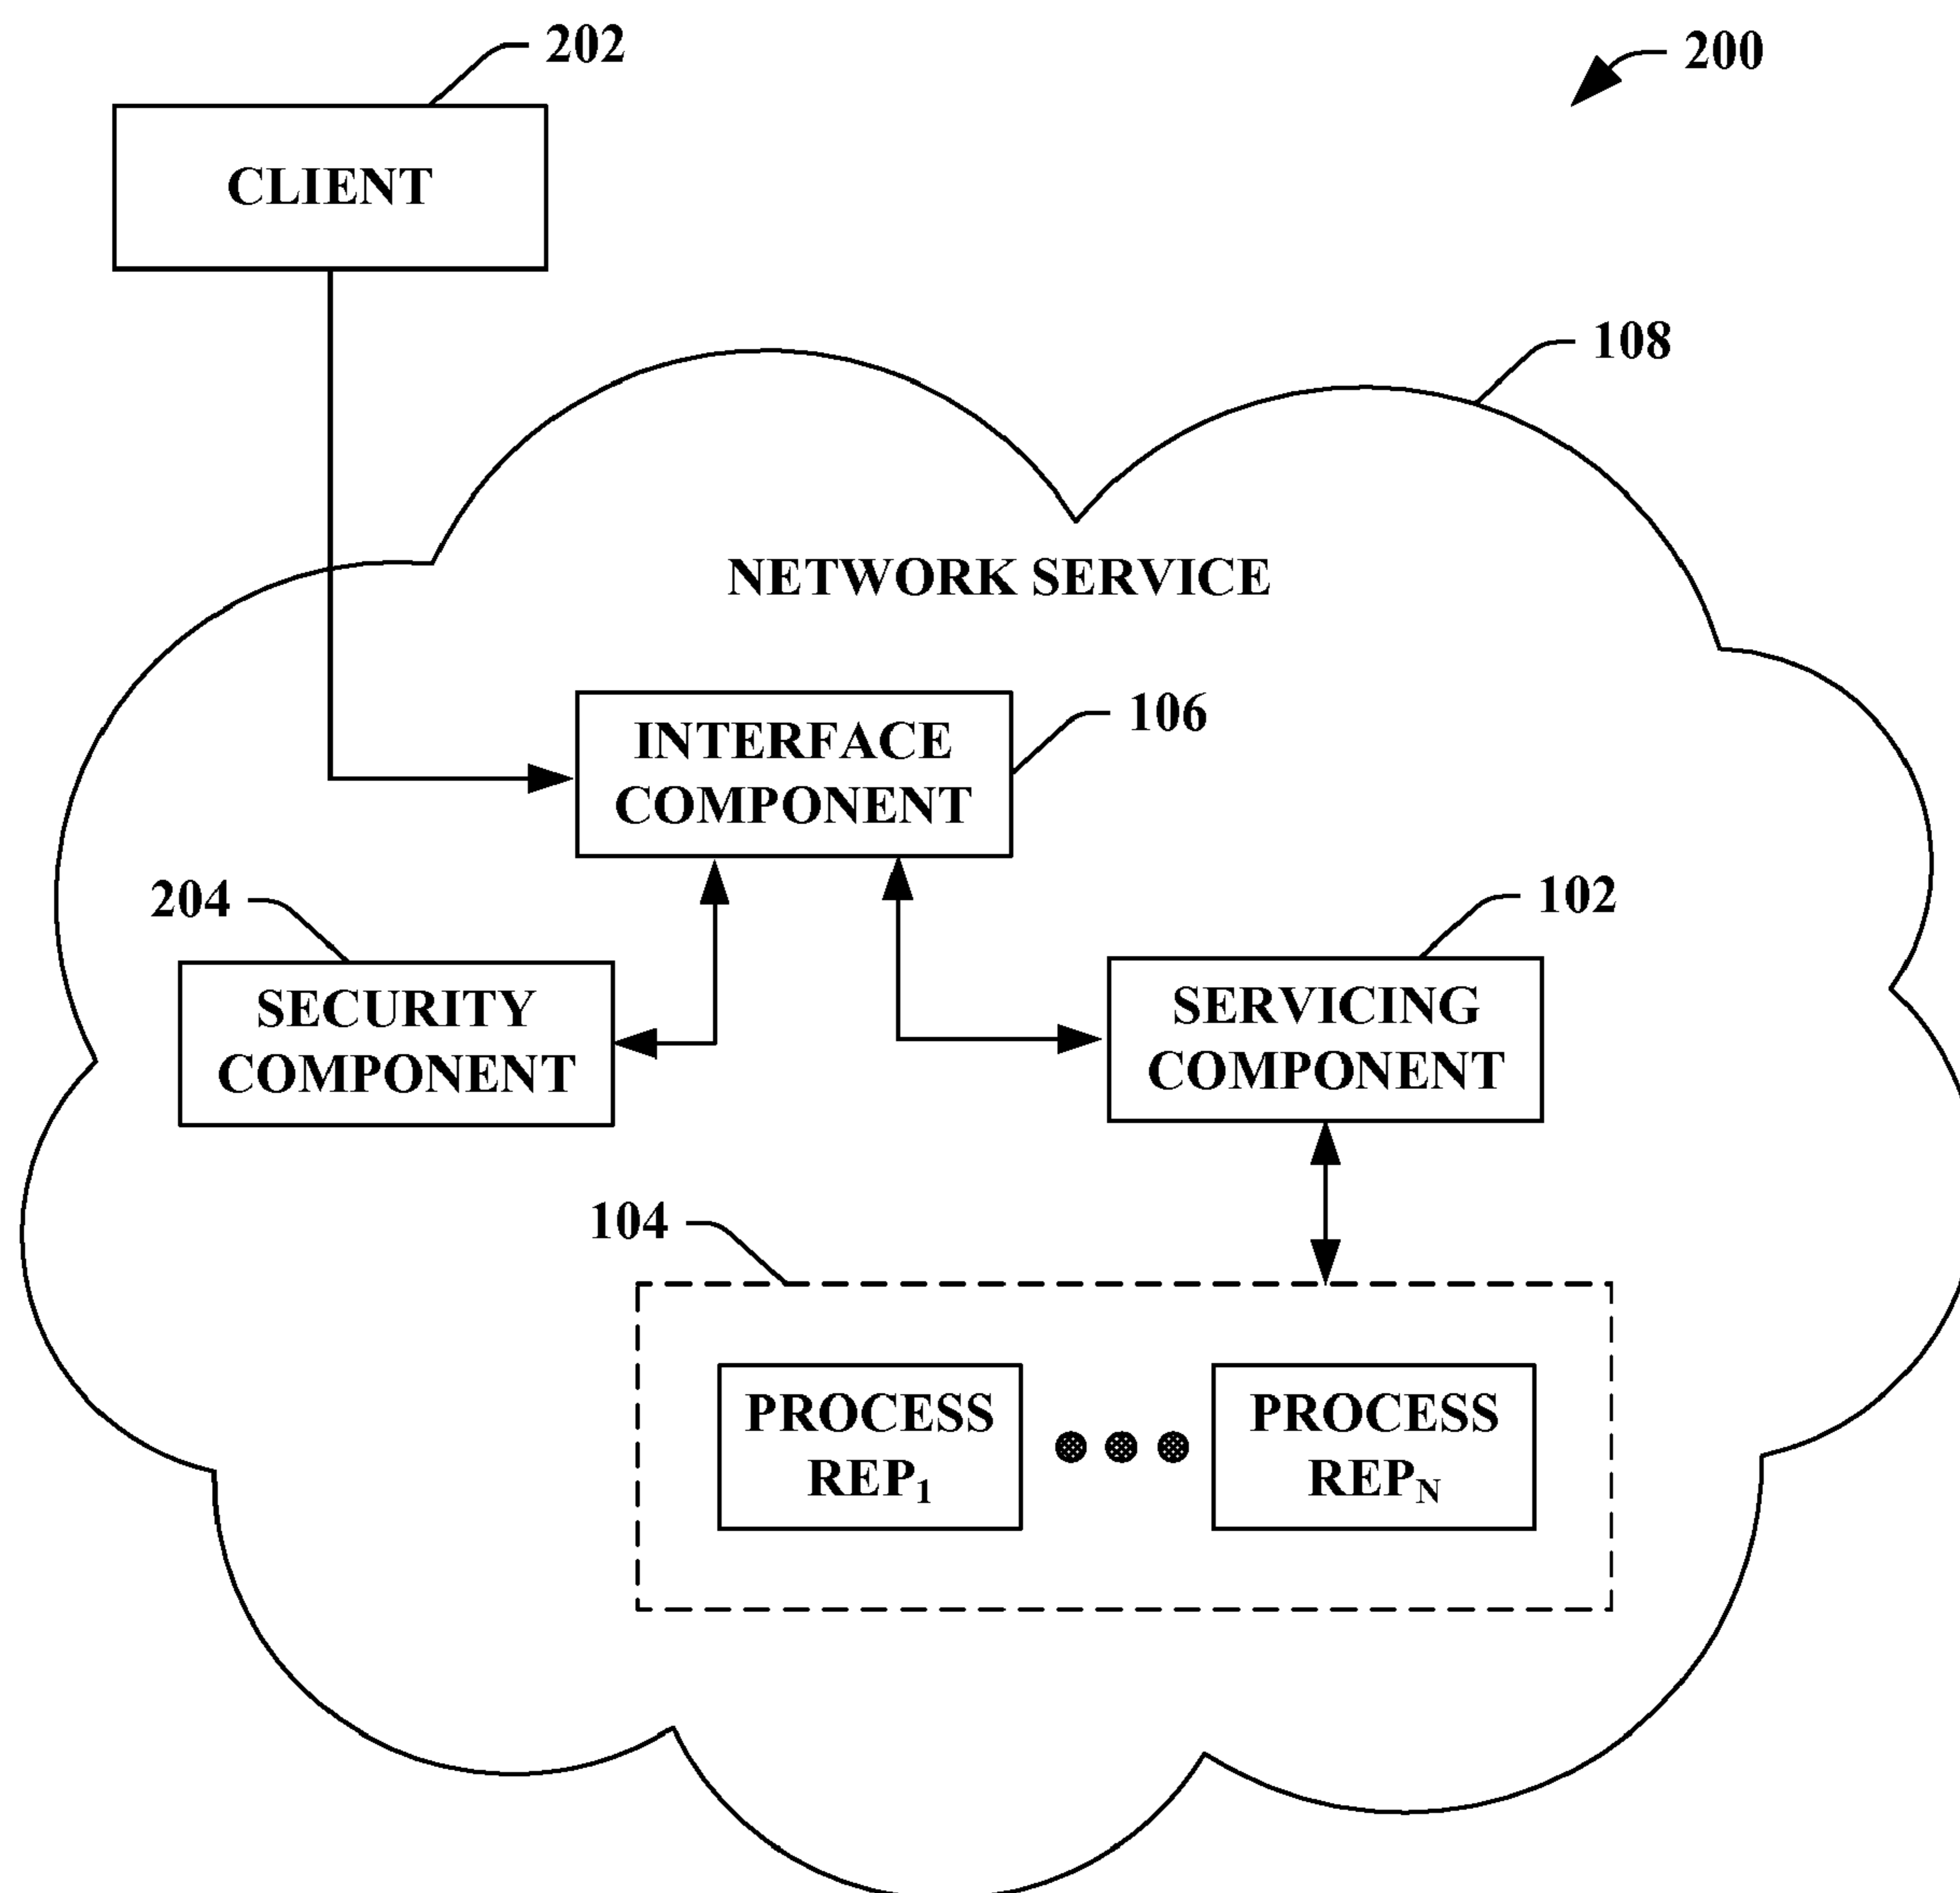 202
200
CLIENT
108
NETWORK SERVICE
INTERFACE
COMPONENT
106
204
102
SECURITY
COMPONENT
SERVICING
COMPONENT
104
PROCESS
REP1
PROCESS
REPN